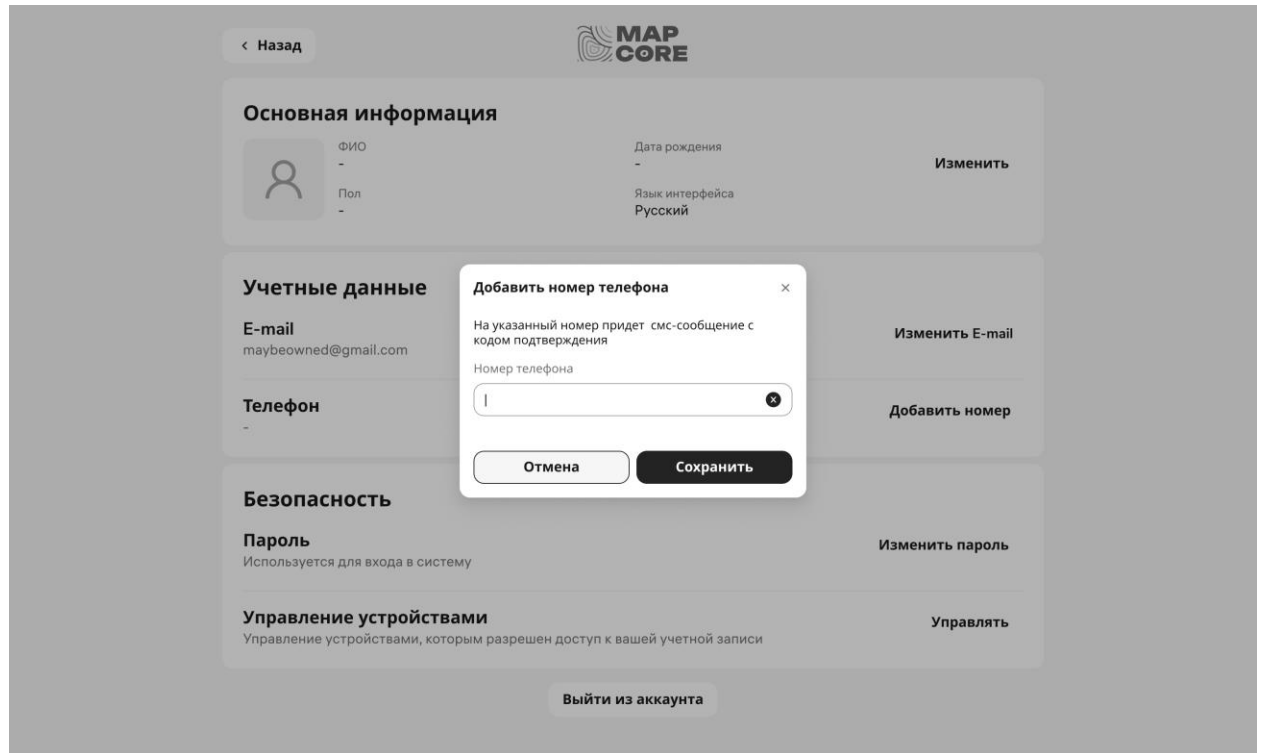 Назад
MAP
CORE
Основная информация
ФИО
-
Дата рождения
-
Изменить
Пол
-
Язык интерфейса
Русский
Учетные данные
E-mail
maybeowned@gmail.com
Изменить E-mail
Телефон
-
Добавить номер
Добавить номер телефона
На указанный номер придет смс-сообщение с
кодом подтверждения
Номер телефона
Отмена
Сохранить
Безопасность
Пароль
Используется для входа в систему
Изменить пароль
Управление устройствами
Управление устройствами, которым разрешен доступ к вашей учетной записи
Управлять
Выйти из аккаунта